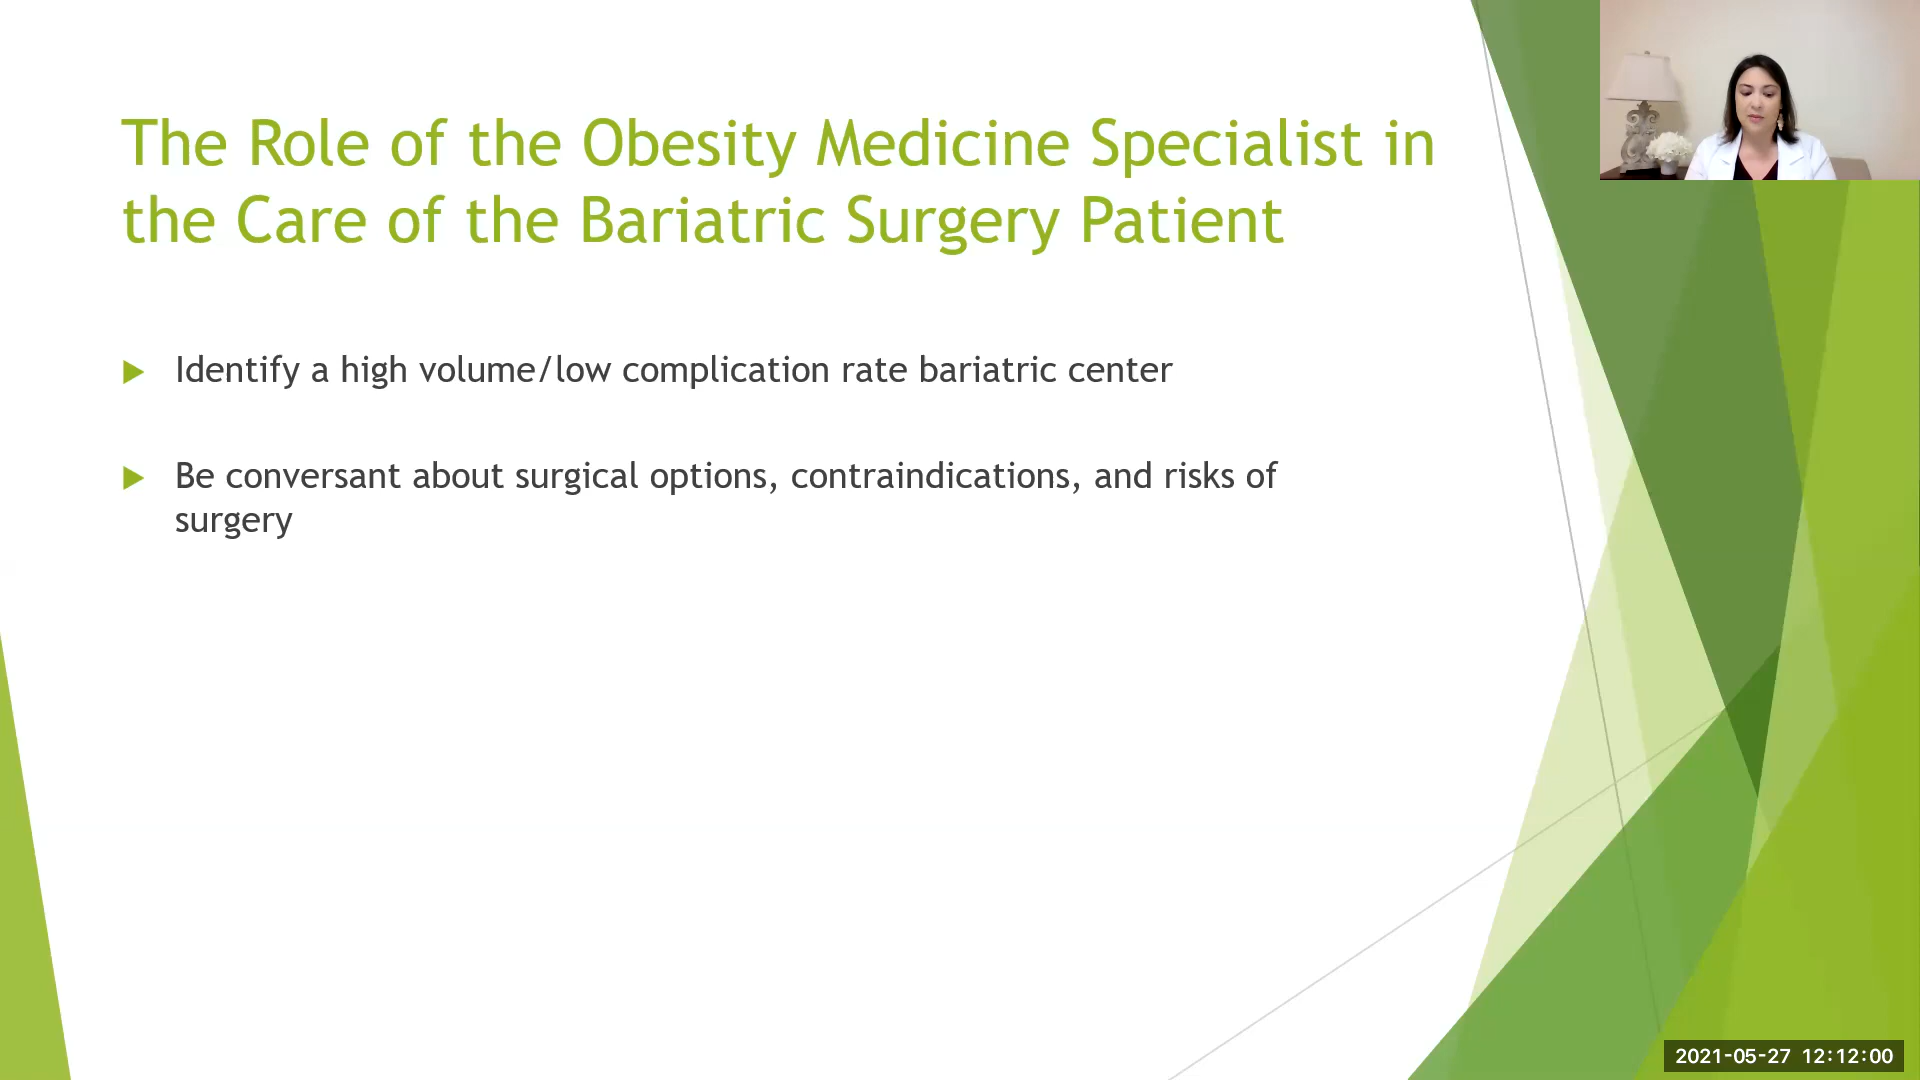 The Role of the Obesity Medicine Specialist in
the Care of the Bariatric Surgery Patient
Identify a high volume/low complication rate bariatric center
Be conversant about surgical options, contraindications, and risks of
surgery
2021-05-27 12:12:00